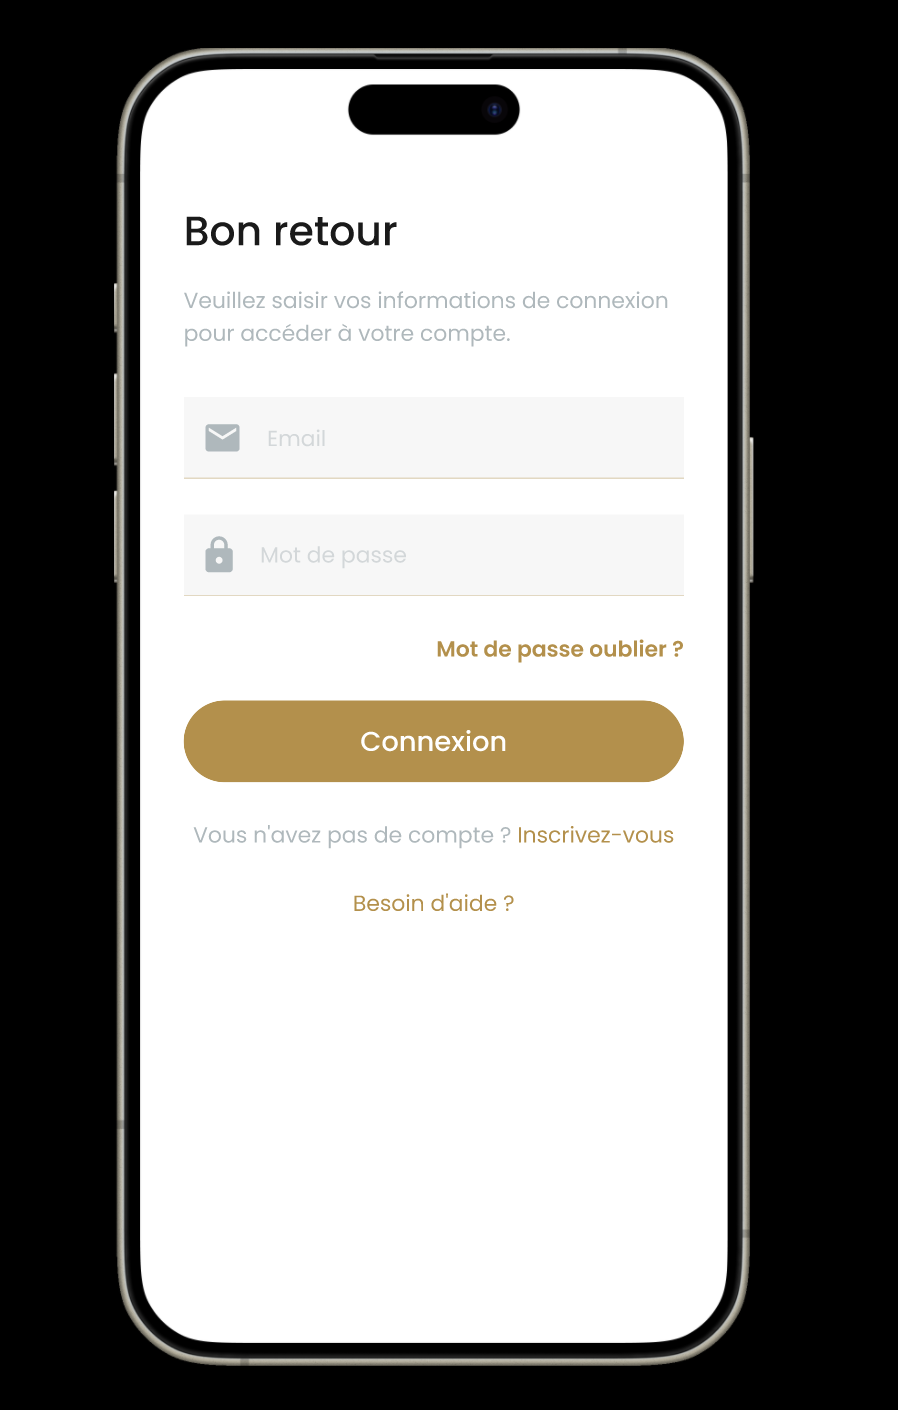 Bon retour
Veuillez saisir vos informations de connexion
pour accéder à votre compte.
Email
Mot de passe
Mot de passe oublier ?
Connexion
Vous n'avez pas de compte ? Inscrivez-vous
Besoin d'aide ?